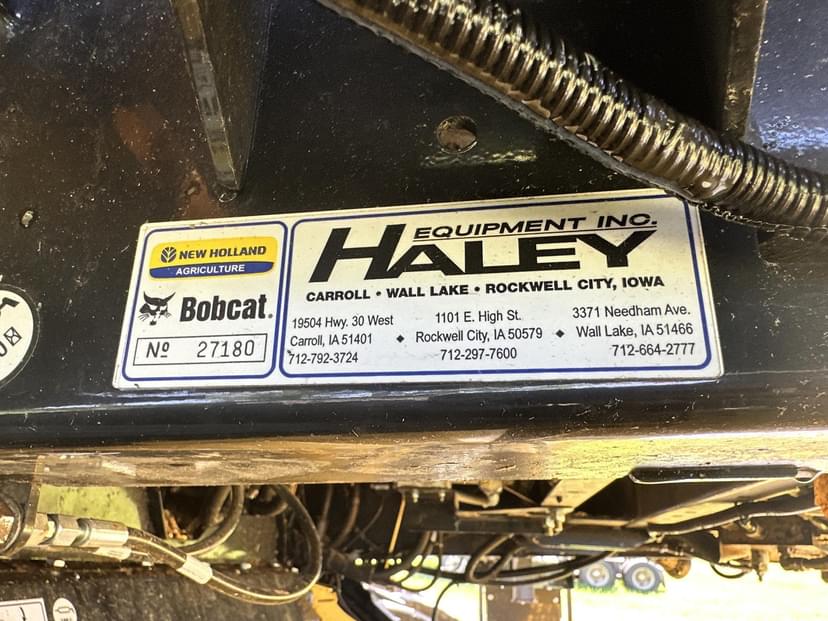 NEW HOLLAND
AGRICULTURE
Bobcat.
Nº 27180
EQUIPMENT INC.
HALEY
CARROLL • WALL LAKE • ROCKWELL CITY, IOWA
19504 Hwy. 30 West
Carroll, IA 51401
712-792-3724
◆
1101 E. High St.
Rockwell City, IA 50579
712-297-7600
◆
3371 Needham Ave.
Wall Lake, IA 51466
712-664-2777